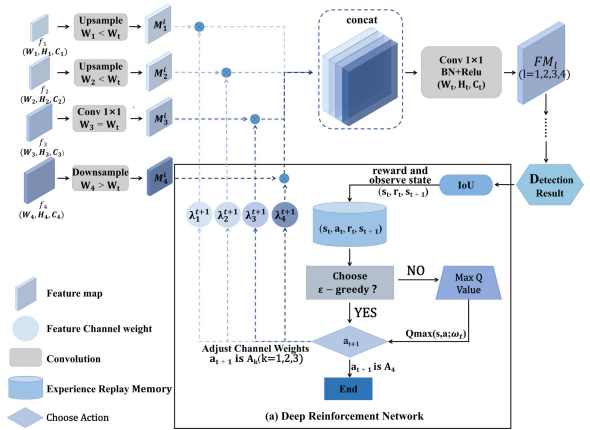 f₁
(W₁, H₁, C₁)
Upsample
W₁ < Wₜ
M₁ⁱ
f₂
(W₂, H₂, C₂)
Upsample
W₂ < Wₜ
M₂ⁱ
f₃
(W₃, H₃, C₃)
Conv 1×1
W₃ = Wₜ
M₃ⁱ
f₄
(W₄, H₄, C₄)
Downsample
W₄ > Wₜ
M₄ⁱ
concat
Conv 1×1
BN+Relu
(Wₜ, Hₜ, Cₜ)
FMₗ
(l=1,2,3,4)
Detection
Result
IoU
reward and
observe state
(sₜ, rₜ, sₜ₊₁)
λ₁ᵗ⁺¹
λ₂ᵗ⁺¹
λ₃ᵗ⁺¹
λ₄ᵗ⁺¹
(sₜ, aₜ, rₜ, sₜ₊₁)
Choose
ε − greedy ?
NO
Max Q
Value
YES
Qmax(s,a;ωₜ)
aₜ₊₁
Adjust Channel Weights
aₜ₊₁ is Aₖ(k=1,2,3)
aₜ₊₁ is A₄
End
(a) Deep Reinforcement Network
Feature map
Feature Channel weight
Convolution
Experience Replay Memory
Choose Action